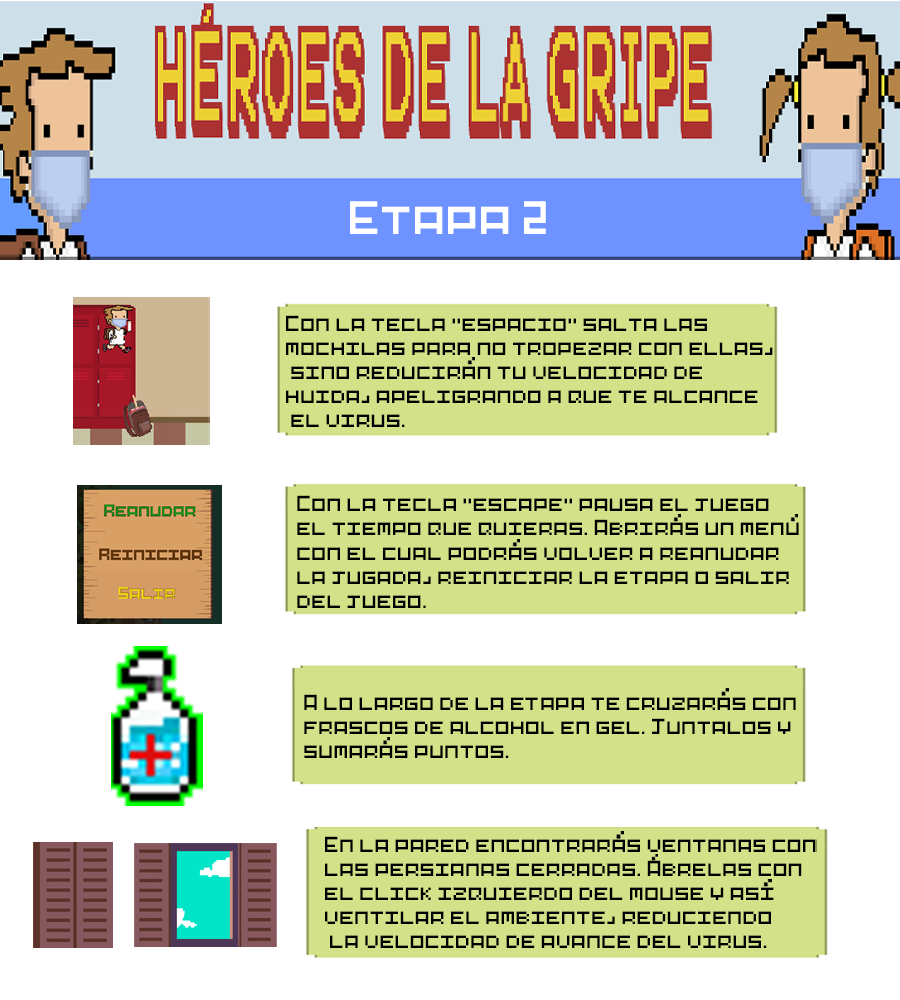 HÉROES DE LA GRIPE
Etapa 2
Con la tecla "ESPACIO" salta las
mochilas para no tropezar con ellas,
sino reducirán tu velocidad de
huida, apeligrando a que te alcance
el virus.
Con la tecla "ESCAPE" pausa el juego
el tiempo que quieras. Abrirás un menú
con el cual podrás volver a reanudar
la jugada, reiniciar la etapa o salir
del juego.
Reanudar
Reiniciar
Salir
A lo largo de la etapa te cruzarás con
frascos de alcohol en gel. Juntalos y
sumarás puntos.
En la pared encontrarás ventanas con
las persianas cerradas. Ábrelas con
el click izquierdo del mouse y así
ventilar el ambiente, reduciendo
la velocidad de avance del virus.